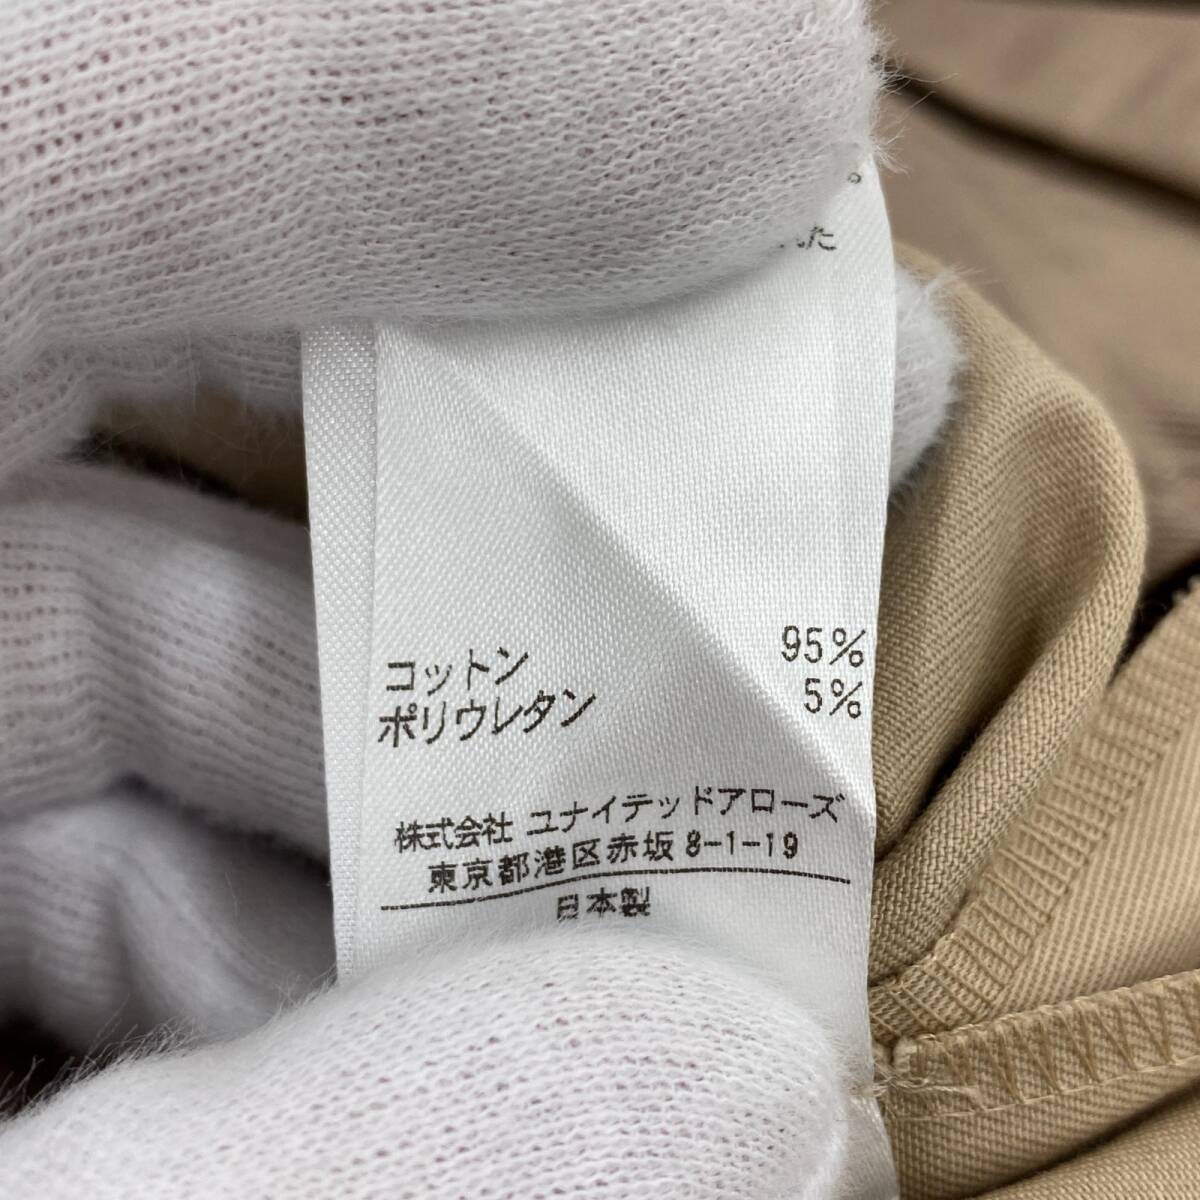 た
コットン 95%
ポリウレタン 5%
株式会社 ユナイテッドアローズ
東京都港区赤坂 8-1-19
日本製